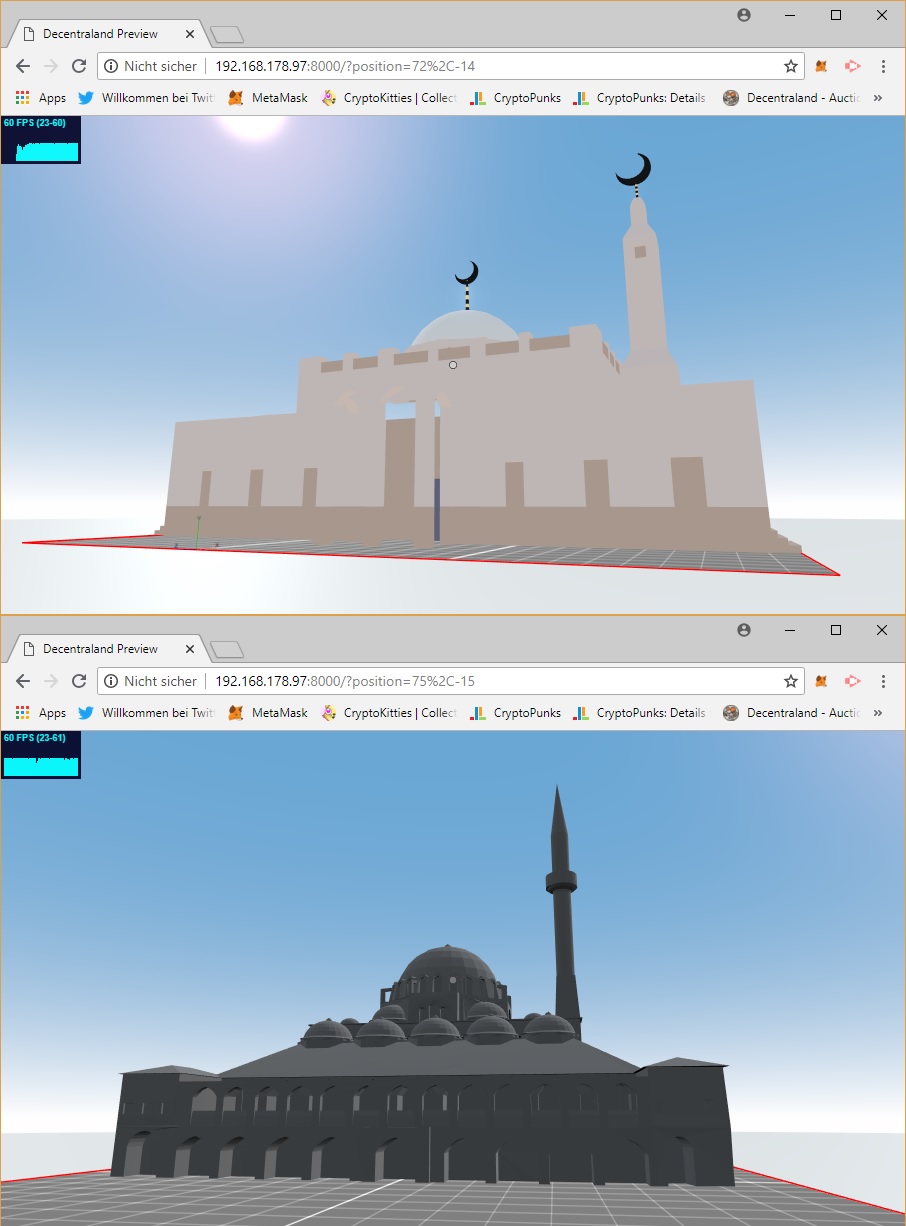 Decentraland Preview
Nicht sicher 192.168.178.97:8000/?position=72%2C-14
Apps Willkommen bei Twit MetaMask CryptoKitties | Collect CryptoPunks CryptoPunks: Details Decentraland - Auctic
60 FPS (23-60)
Decentraland Preview
Nicht sicher 192.168.178.97:8000/?position=75%2C-15
Apps Willkommen bei Twit MetaMask CryptoKitties | Collect CryptoPunks CryptoPunks: Details Decentraland - Auctic
60 FPS (23-61)